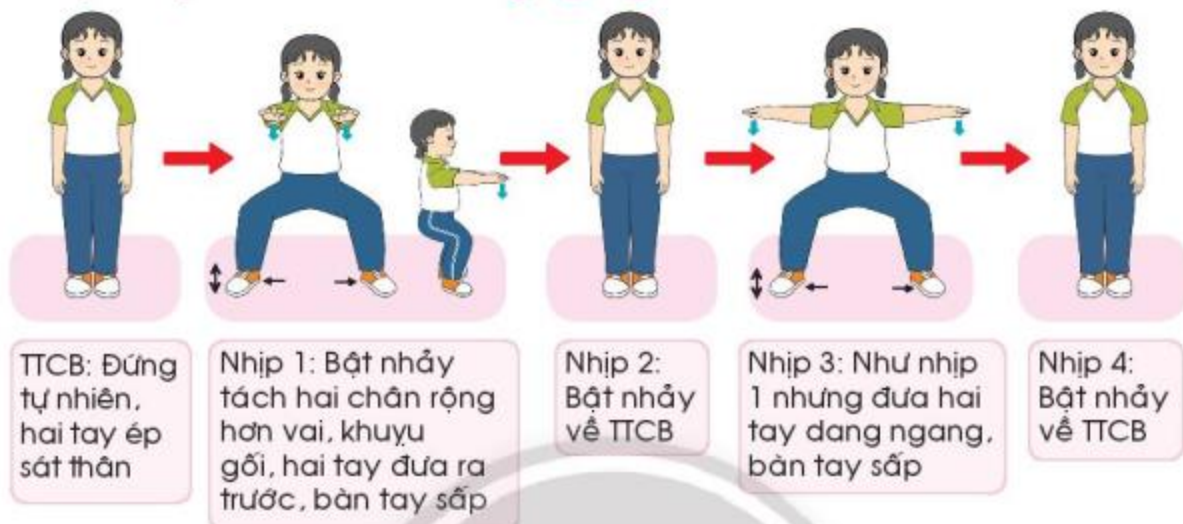 TTCB: Đứng
tự nhiên,
hai tay ép
sát thân
Nhịp 1: Bật nhảy
tách hai chân rộng
hơn vai, khuỵu
gối, hai tay đưa ra
trước, bàn tay sấp
Nhịp 2:
Bật nhảy
về TTCB
Nhịp 3: Như nhịp
1 nhưng đưa hai
tay dang ngang,
bàn tay sấp
Nhịp 4:
Bật nhảy
về TTCB